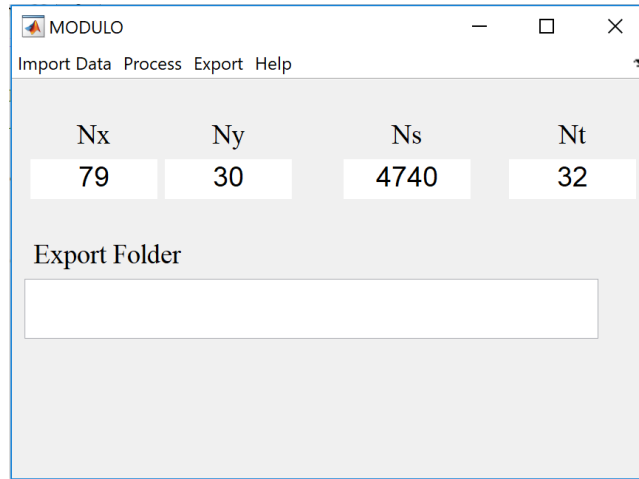 MODULO
Import Data Process Export Help
Nx Ny Ns Nt
79 30 4740 32
Export Folder